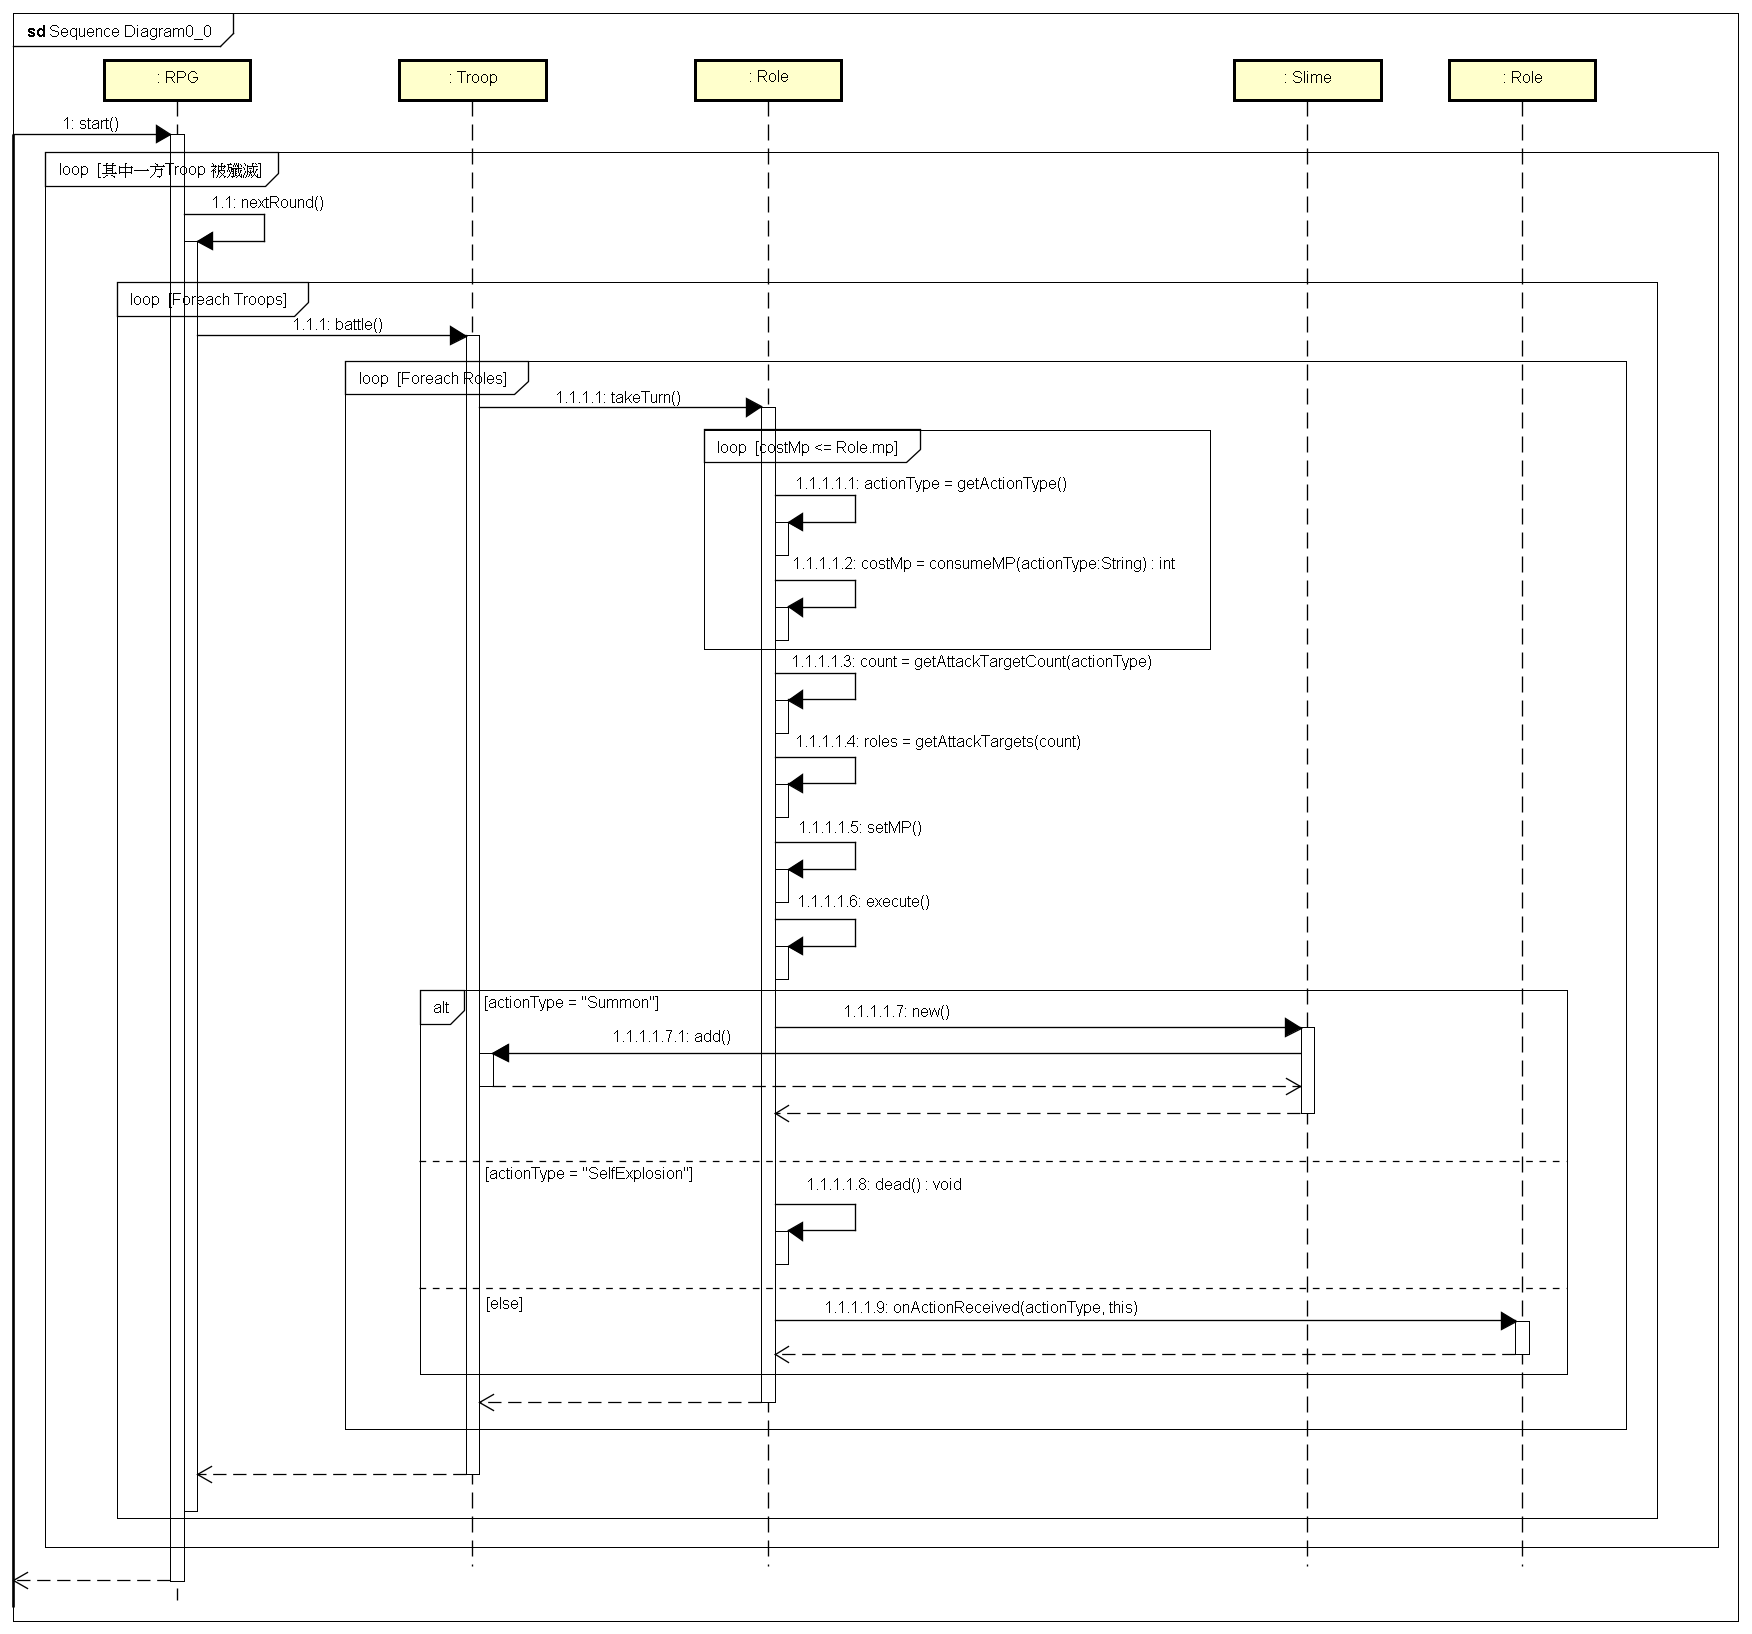 sd Sequence Diagram0_0
: RPG
: Troop
: Role
: Slime
: Role
1: start()
loop [其中一方Troop 被殲滅]
1.1: nextRound()
loop [Foreach Troops]
1.1.1: battle()
loop [Foreach Roles]
1.1.1.1: takeTurn()
loop [costMp <= Role.mp]
1.1.1.1.1: actionType = getActionType()
1.1.1.1.2: costMp = consumeMP(actionType:String) : int
1.1.1.1.3: count = getAttackTargetCount(actionType)
1.1.1.1.4: roles = getAttackTargets(count)
1.1.1.1.5: setMP()
1.1.1.1.6: execute()
alt [actionType = "Summon"]
1.1.1.1.7: new()
1.1.1.1.7.1: add()
[actionType = "SelfExplosion"]
1.1.1.1.8: dead() : void
[else]
1.1.1.1.9: onActionReceived(actionType, this)